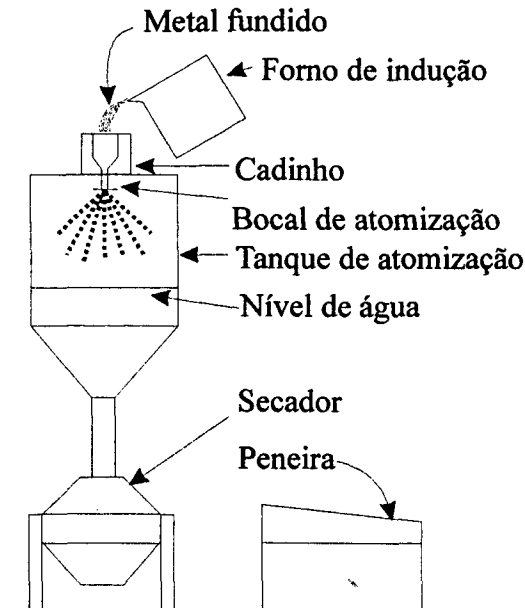 Metal fundido
Forno de indução
Cadinho
Bocal de atomização
Tanque de atomização
Nível de água
Secador
Peneira